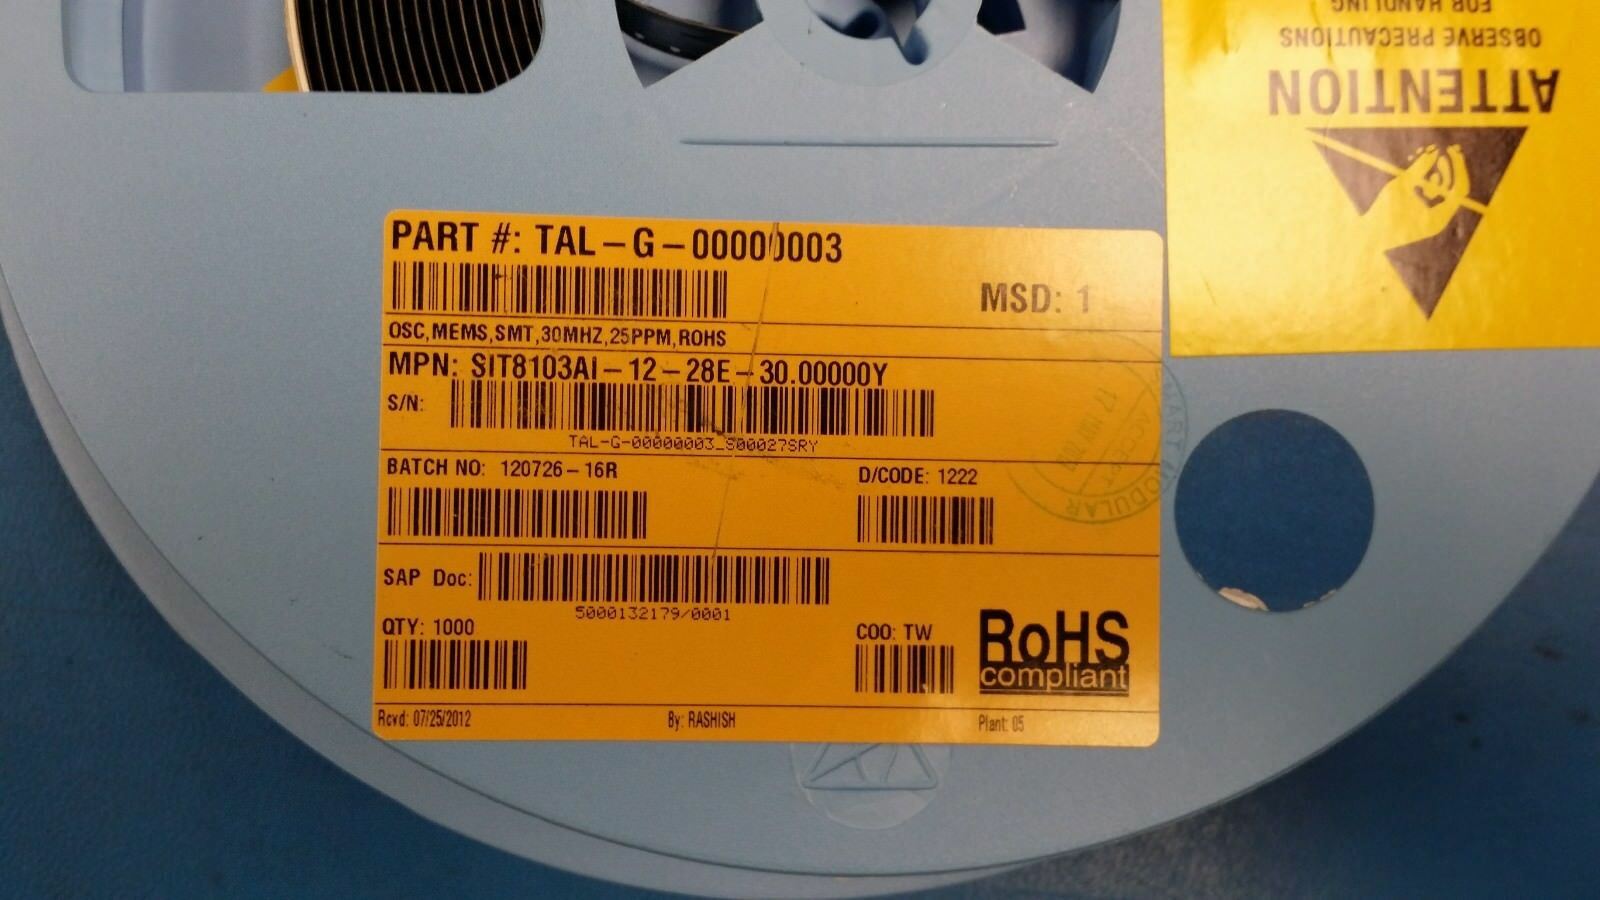 PART #: TAL-G-00000003
MSD: 1
OSC,MEMS,SMT,30MHZ,25PPM,ROHS
MPN: SIT8103AI-12-28E-30.00000Y
S/N:
TAL-G-00000003_S00027SRY
BATCH NO: 120726-16R
D/CODE: 1222
SAP Doc:
5000132179/0001
QTY: 1000
COO: TW
RoHS
compliant
Rcvd: 07/25/2012
By: RASHISH
Plant: 05
ATTENTION
OBSERVE PRECAUTIONS
FOR HANDLING
MODULAR
ACCEPT